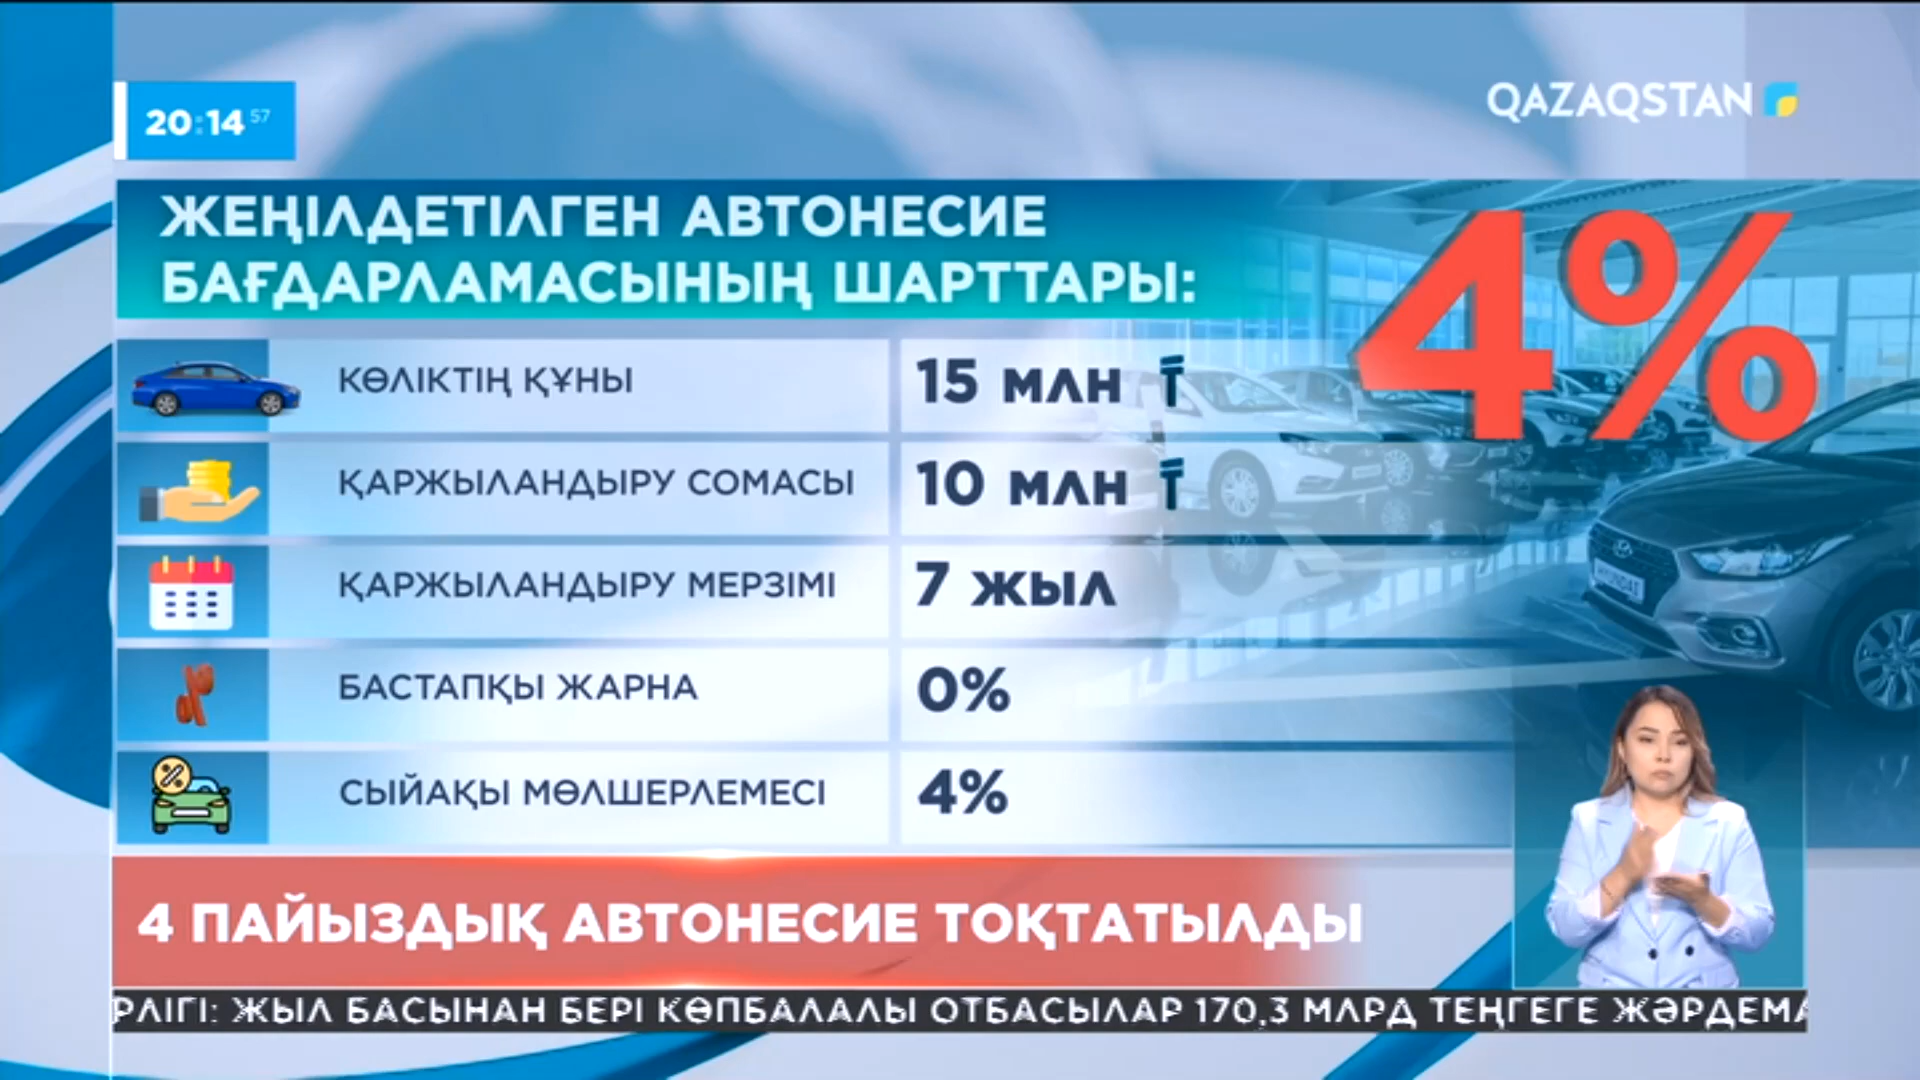 20:14 57
QAZAQSTAN
ЖЕҢІЛДЕТІЛГЕН АВТОНЕСИЕ
БАҒДАРЛАМАСЫНЫҢ ШАРТТАРЫ:
4%
КӨЛІКТІҢ ҚҰНЫ
15 МЛН ₸
ҚАРЖЫЛАНДЫРУ СОМАСЫ
10 МЛН ₸
ҚАРЖЫЛАНДЫРУ МЕРЗІМІ
7 ЖЫЛ
БАСТАПҚЫ ЖАРНА
0%
СЫЙАҚЫ МӨЛШЕРЛЕМЕСІ
4%
HYUNDAI
4 ПАЙЫЗДЫҚ АВТОНЕСИЕ ТОҚТАТЫЛДЫ
РЛІГІ: ЖЫЛ БАСЫНАН БЕРІ КӨПБАЛАЛЫ ОТБАСЫЛАР 170,3 МЛРД ТЕҢГЕГЕ ЖӘРДЕМА